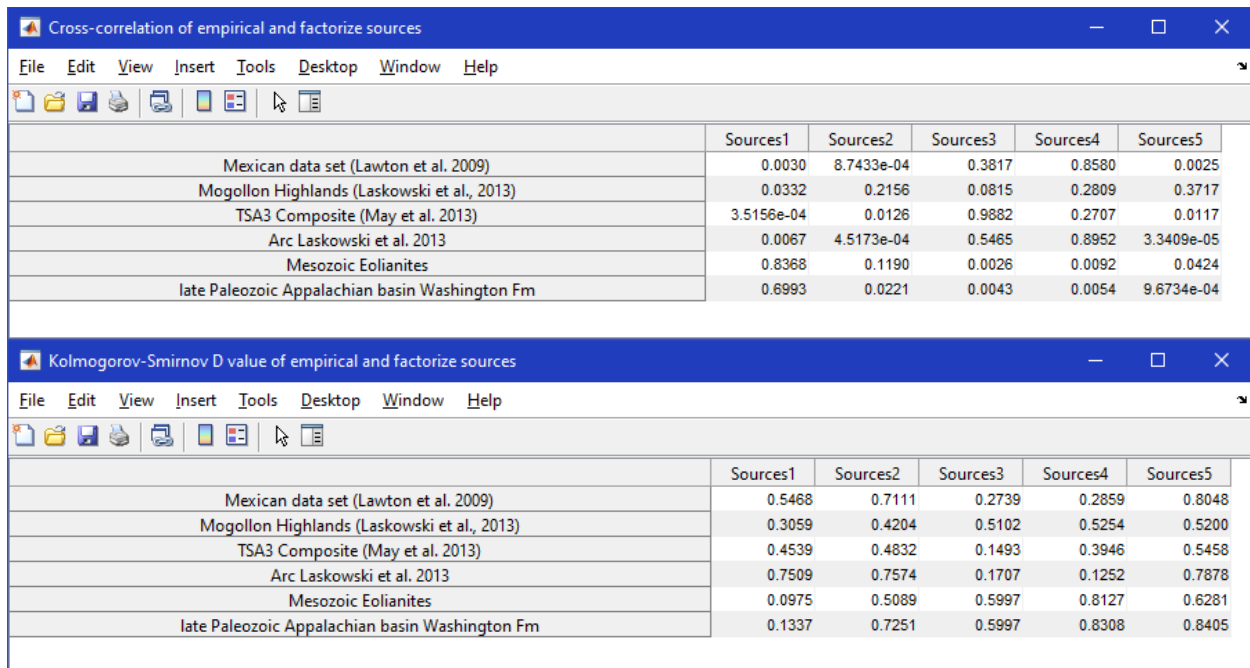 Cross-correlation of empirical and factorize sources
File Edit View Insert Tools Desktop Window Help
Sources1 Sources2 Sources3 Sources4 Sources5
Mexican data set (Lawton et al. 2009) 0.0030 8.7433e-04 0.3817 0.8580 0.0025
Mogollon Highlands (Laskowski et al., 2013) 0.0332 0.2156 0.0815 0.2809 0.3717
TSA3 Composite (May et al. 2013) 3.5156e-04 0.0126 0.9882 0.2707 0.0117
Arc Laskowski et al. 2013 0.0067 4.5173e-04 0.5465 0.8952 3.3409e-05
Mesozoic Eolianites 0.8368 0.1190 0.0026 0.0092 0.0424
late Paleozoic Appalachian basin Washington Fm 0.6993 0.0221 0.0043 0.0054 9.6734e-04
Kolmogorov-Smirnov D value of empirical and factorize sources
File Edit View Insert Tools Desktop Window Help
Sources1 Sources2 Sources3 Sources4 Sources5
Mexican data set (Lawton et al. 2009) 0.5468 0.7111 0.2739 0.2859 0.8048
Mogollon Highlands (Laskowski et al., 2013) 0.3059 0.4204 0.5102 0.5254 0.5200
TSA3 Composite (May et al. 2013) 0.4539 0.4832 0.1493 0.3946 0.5458
Arc Laskowski et al. 2013 0.7509 0.7574 0.1707 0.1252 0.7878
Mesozoic Eolianites 0.0975 0.5089 0.5997 0.8127 0.6281
late Paleozoic Appalachian basin Washington Fm 0.1337 0.7251 0.5997 0.8308 0.8405